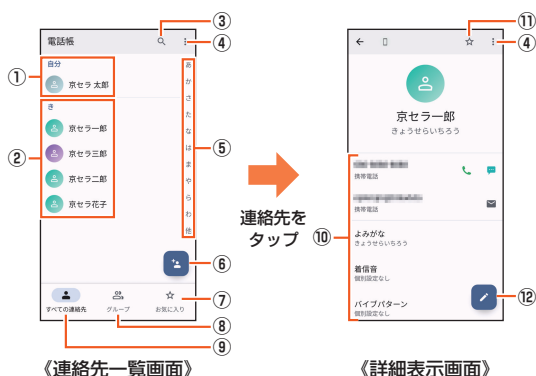 ③
④
電話帳
自分
①
京セラ 太郎
き
②
京セラ一郎
京セラ三郎
京セラ二郎
京セラ花子
あ
か
さ
た
な
は
ま
や
ら
わ
他
⑤
⑥
すべての連絡先
グループ
お気に入り
⑦
⑧
⑨
《連絡先一覧画面》
連絡先を
タップ
⑪
④
京セラ一郎
きょうせらいちろう
携帯電話
携帯電話
⑩
よみがな
きょうせらいちろう
着信音
個別設定なし
バイブパターン
個別設定なし
⑫
《詳細表示画面》